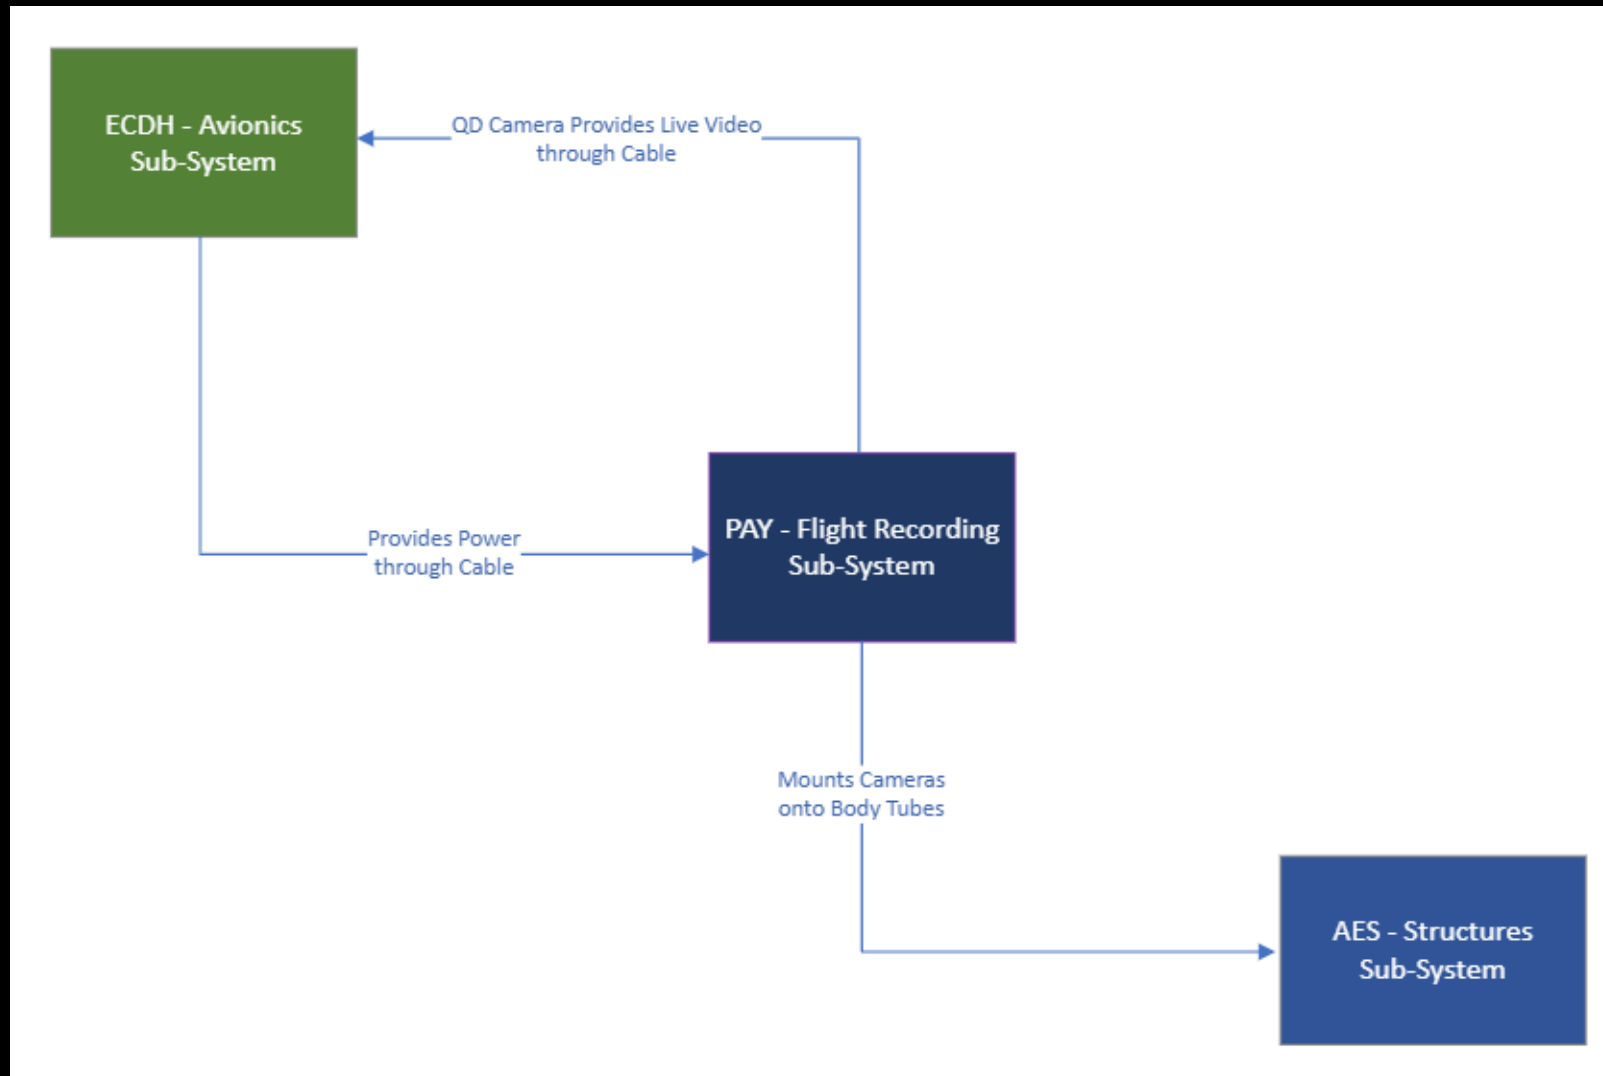 ECDH - Avionics
Sub-System
QD Camera Provides Live Video
through Cable
Provides Power
through Cable
PAY - Flight Recording
Sub-System
Mounts Cameras
onto Body Tubes
AES - Structures
Sub-System